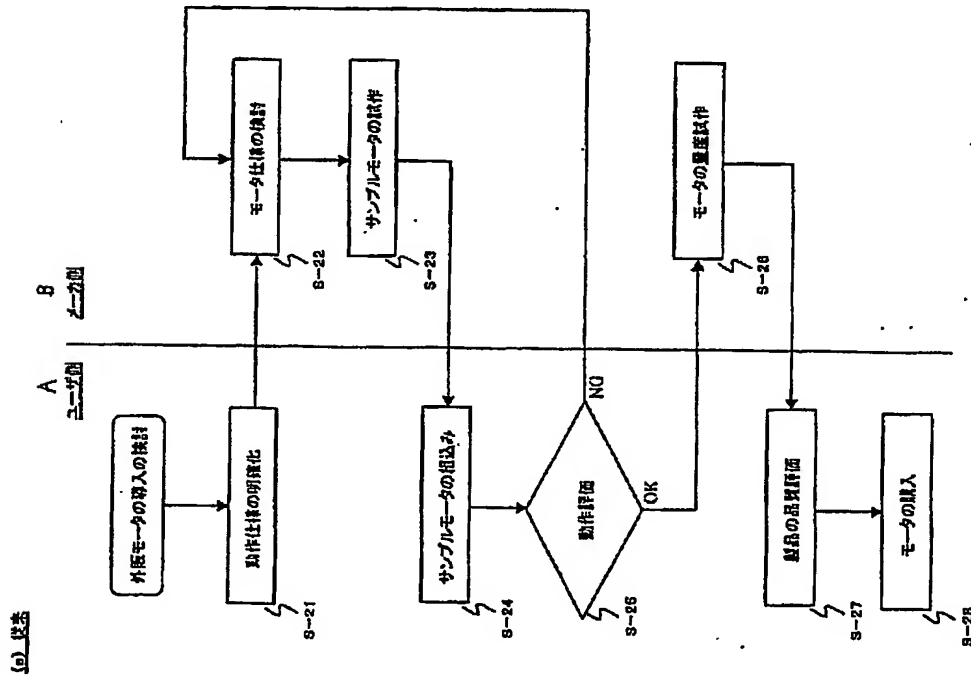 (a) 従来
A
ユーザ側
B
メーカ側
外販モータの導入の検討
動作仕様の明確化
S-21
モータ仕様の検討
S-22
サンプルモータの試作
S-23
サンプルモータの組込み
S-24
動作評価
S-25
NO
OK
モータの量産試作
S-26
製品の品質評価
S-27
モータの購入
S-28